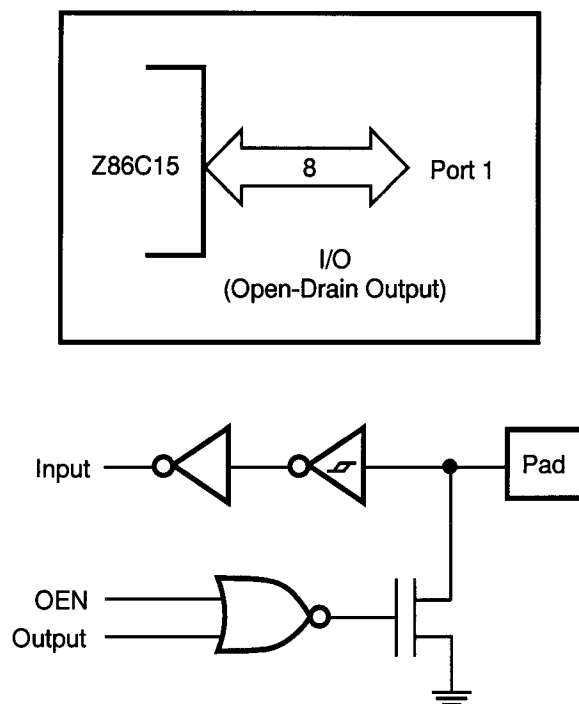 Z86C15
8
Port 1
I/O
(Open-Drain Output)
Input
Pad
OEN
Output